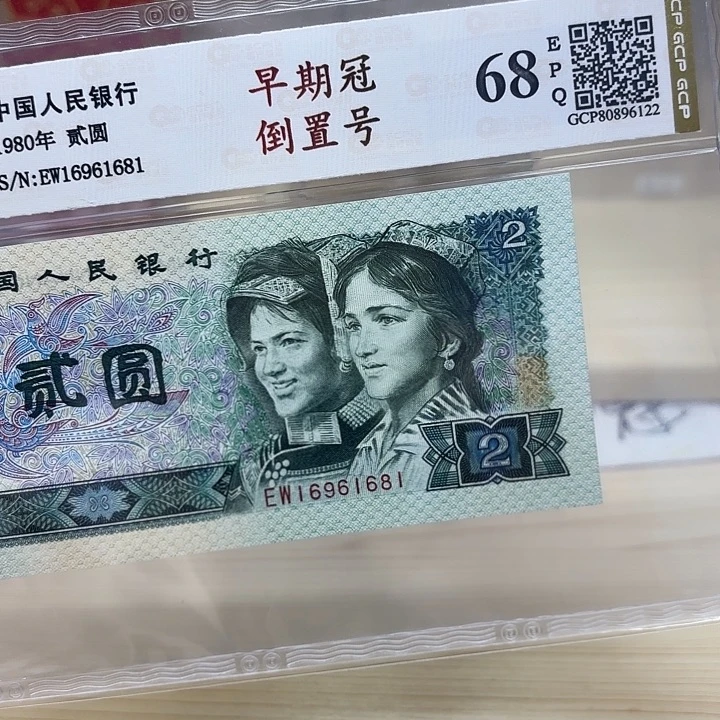 中国人民银行
1980年 贰圆
S/N:EW16961681
早期冠
倒置号
68
EPQ
GCP80896122
GCP GCP GCP
国人民银行
2
贰圆
EW16961681
2